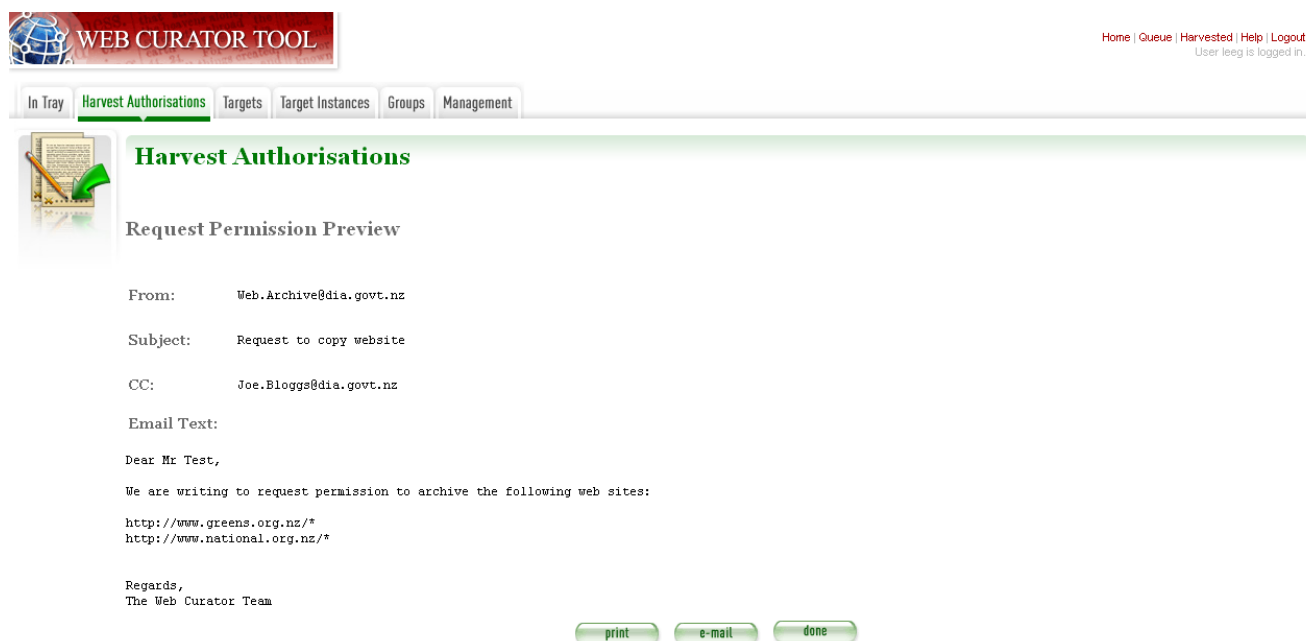 WEB CURATOR TOOL
Home | Queue | Harvested | Help | Logout
User leeg is logged in.
In Tray Harvest Authorisations Targets Target Instances Groups Management
Harvest Authorisations
Request Permission Preview
From: Web.Archive@dia.govt.nz
Subject: Request to copy website
CC: Joe.Bloggs@dia.govt.nz
Email Text:
Dear Mr Test,
We are writing to request permission to archive the following web sites:
http://www.greens.org.nz/*
http://www.national.org.nz/*
Regards,
The Web Curator Team
print e-mail done